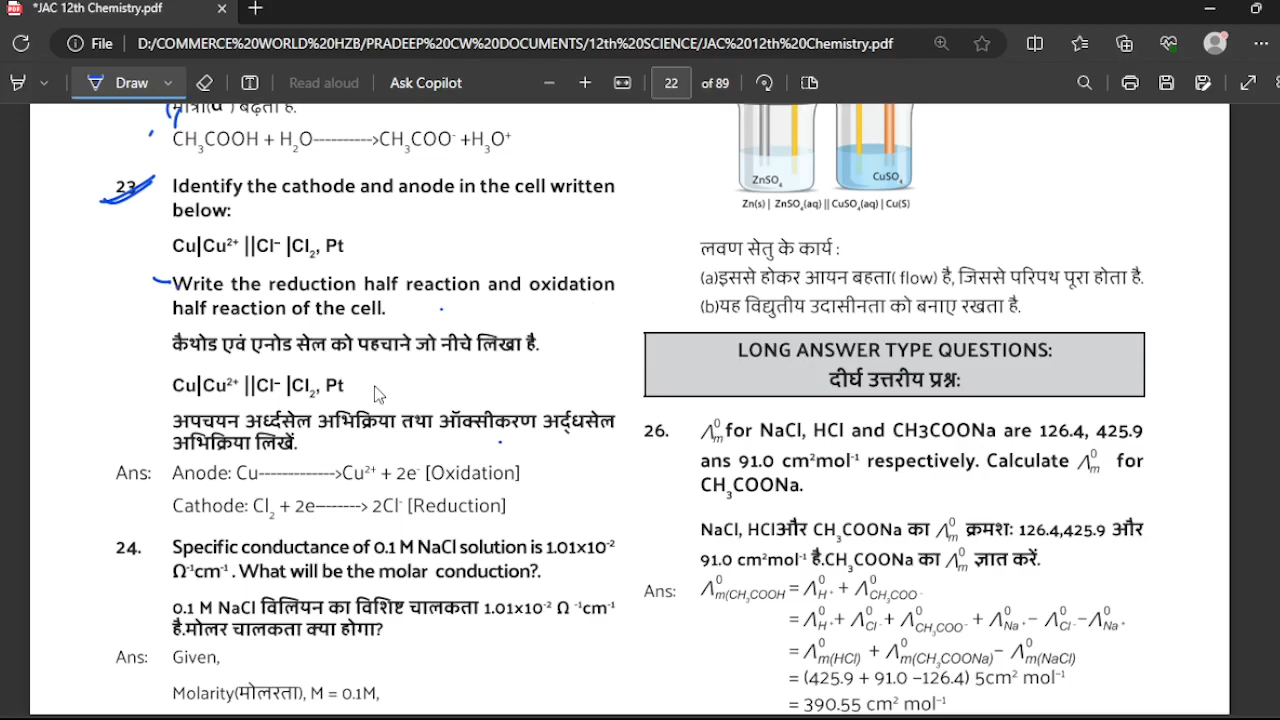 *JAC 12th Chemistry.pdf
File D:/COMMERCE%20WORLD%20HZB/PRADEEP%20CW%20DOCUMENTS/12th%20SCIENCE/JAC%2012th%20Chemistry.pdf
Draw Read aloud Ask Copilot 22 of 89
CH₃COOH + H₂O---------->CH₃COO⁻ +H₃O⁺
23. Identify the cathode and anode in the cell written
below:
Cu|Cu²⁺ ||Cl⁻ |Cl₂, Pt
Write the reduction half reaction and oxidation
half reaction of the cell.
कैथोड एवं एनोड सेल को पहचाने जो नीचे लिखा है.
Cu|Cu²⁺ ||Cl⁻ |Cl₂, Pt
अपचयन अर्ध्दसेल अभिक्रिया तथा ऑक्सीकरण अर्द्धसेल
अभिक्रिया लिखें.
Ans: Anode: Cu------------->Cu²⁺ + 2e⁻ [Oxidation]
Cathode: Cl₂ + 2e–-------> 2Cl⁻ [Reduction]
24. Specific conductance of 0.1 M NaCl solution is 1.01×10⁻²
Ω⁻¹cm⁻¹ . What will be the molar conduction?.
0.1 M NaCl विलियन का विशिष्ट चालकता 1.01×10⁻² Ω ⁻¹cm⁻¹
है.मोलर चालकता क्या होगा?
Ans: Given,
Molarity(मोलरता), M = 0.1M,
ZnSO₄ CuSO₄
Zn(s) | ZnSO₄(aq) || CuSO₄(aq) | Cu(S)
लवण सेतु के कार्य :
(a)इससे होकर आयन बहता( flow) है, जिससे परिपथ पूरा होता है.
(b)यह विद्युतीय उदासीनता को बनाए रखता है.
LONG ANSWER TYPE QUESTIONS:
दीर्घ उत्तरीय प्रश्न:
26. Λ⁰m for NaCl, HCl and CH3COONa are 126.4, 425.9
ans 91.0 cm²mol⁻¹ respectively. Calculate Λ⁰m for
CH₃COONa.
NaCl, HClऔर CH₃COONa का Λ⁰m क्रमश: 126.4,425.9 और
91.0 cm²mol⁻¹ है.CH₃COONa का Λ⁰m ज्ञात करें.
Ans: Λ⁰m(CH₃COOH = Λ⁰H⁺ + Λ⁰CH₃COO⁻
= Λ⁰H⁺ + Λ⁰Cl⁻ + Λ⁰CH₃COO⁻ + Λ⁰Na⁺ − Λ⁰Cl⁻ − Λ⁰Na⁺
= Λ⁰m(HCl) + Λ⁰m(CH₃COONa) − Λ⁰m(NaCl)
= (425.9 + 91.0 −126.4) 5cm² mol⁻¹
= 390.55 cm² mol⁻¹